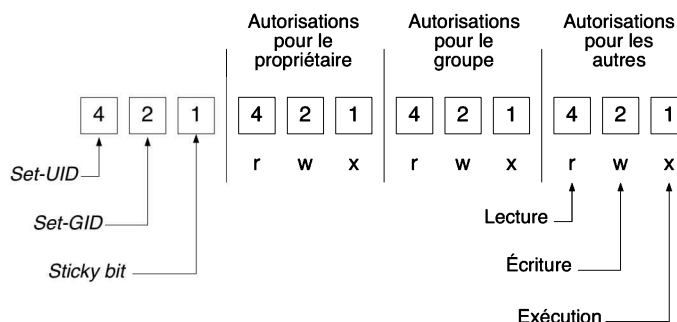 Autorisations
pour le
propriétaire
Autorisations
pour le
groupe
Autorisations
pour les
autres
4 2 1 4 2 1 4 2 1 4 2 1
r w x r w x r w x
Set-UID
Set-GID
Sticky bit
Lecture
Écriture
Exécution